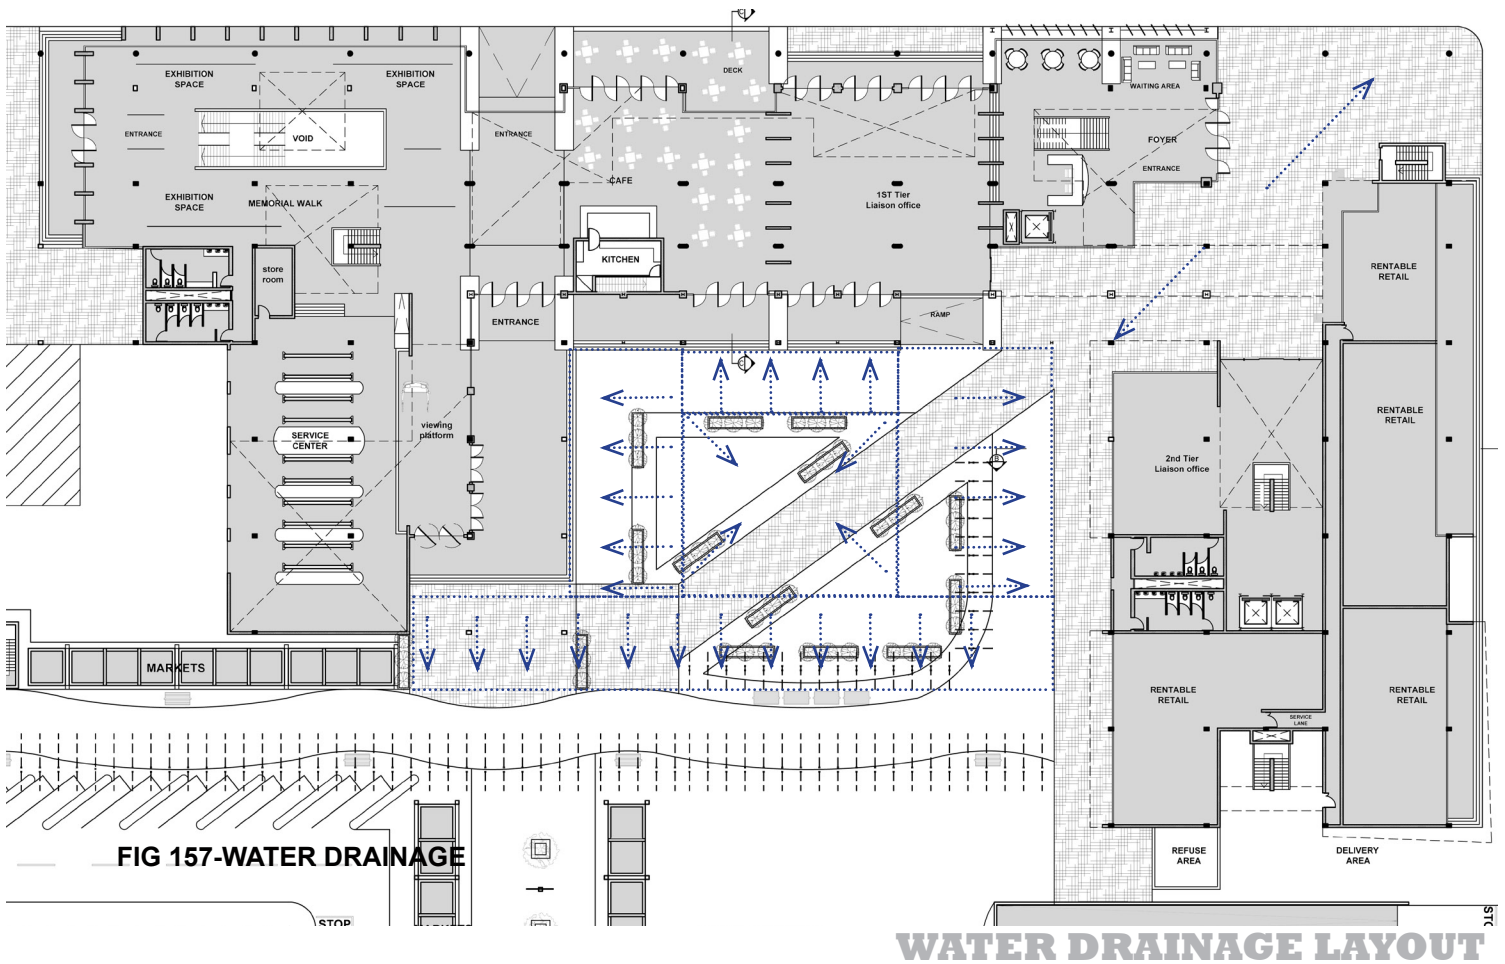 DECK
EXHIBITION
SPACE
EXHIBITION
SPACE
WAITING AREA
ENTRANCE
VOID
ENTRANCE
FOYER
ENTRANCE
CAFE
1ST Tier
Liaison office
EXHIBITION
SPACE
MEMORIAL WALK
store
room
KITCHEN
RENTABLE
RETAIL
ENTRANCE
RAMP
viewing
platform
SERVICE
CENTER
RENTABLE
RETAIL
2nd Tier
Liaison office
MARKETS
RENTABLE
RETAIL
RENTABLE
RETAIL
SERVICE
LANE
FIG 157-WATER DRAINAGE
REFUSE
AREA
DELIVERY
AREA
STOP
WATER DRAINAGE LAYOUT